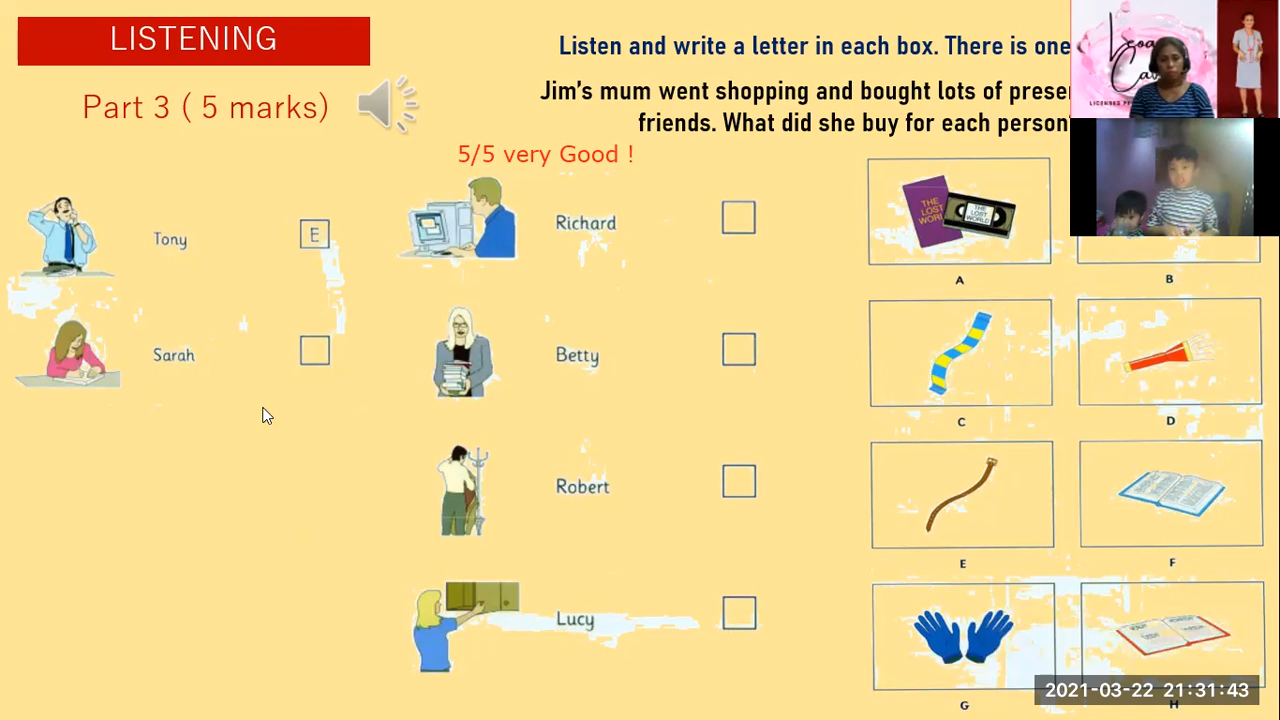 LISTENING
Listen and write a letter in each box. There is one
Part 3 ( 5 marks)
Jim's mum went shopping and bought lots of
friends. What did she buy for each person
5/5 very Good !
Tony
E
Sarah
Richard
Betty
Robert
Lucy
THE
LOST
THE
LOST
WORLD
A
B
C
D
E
F
G
H
2021-03-22 21:31:43